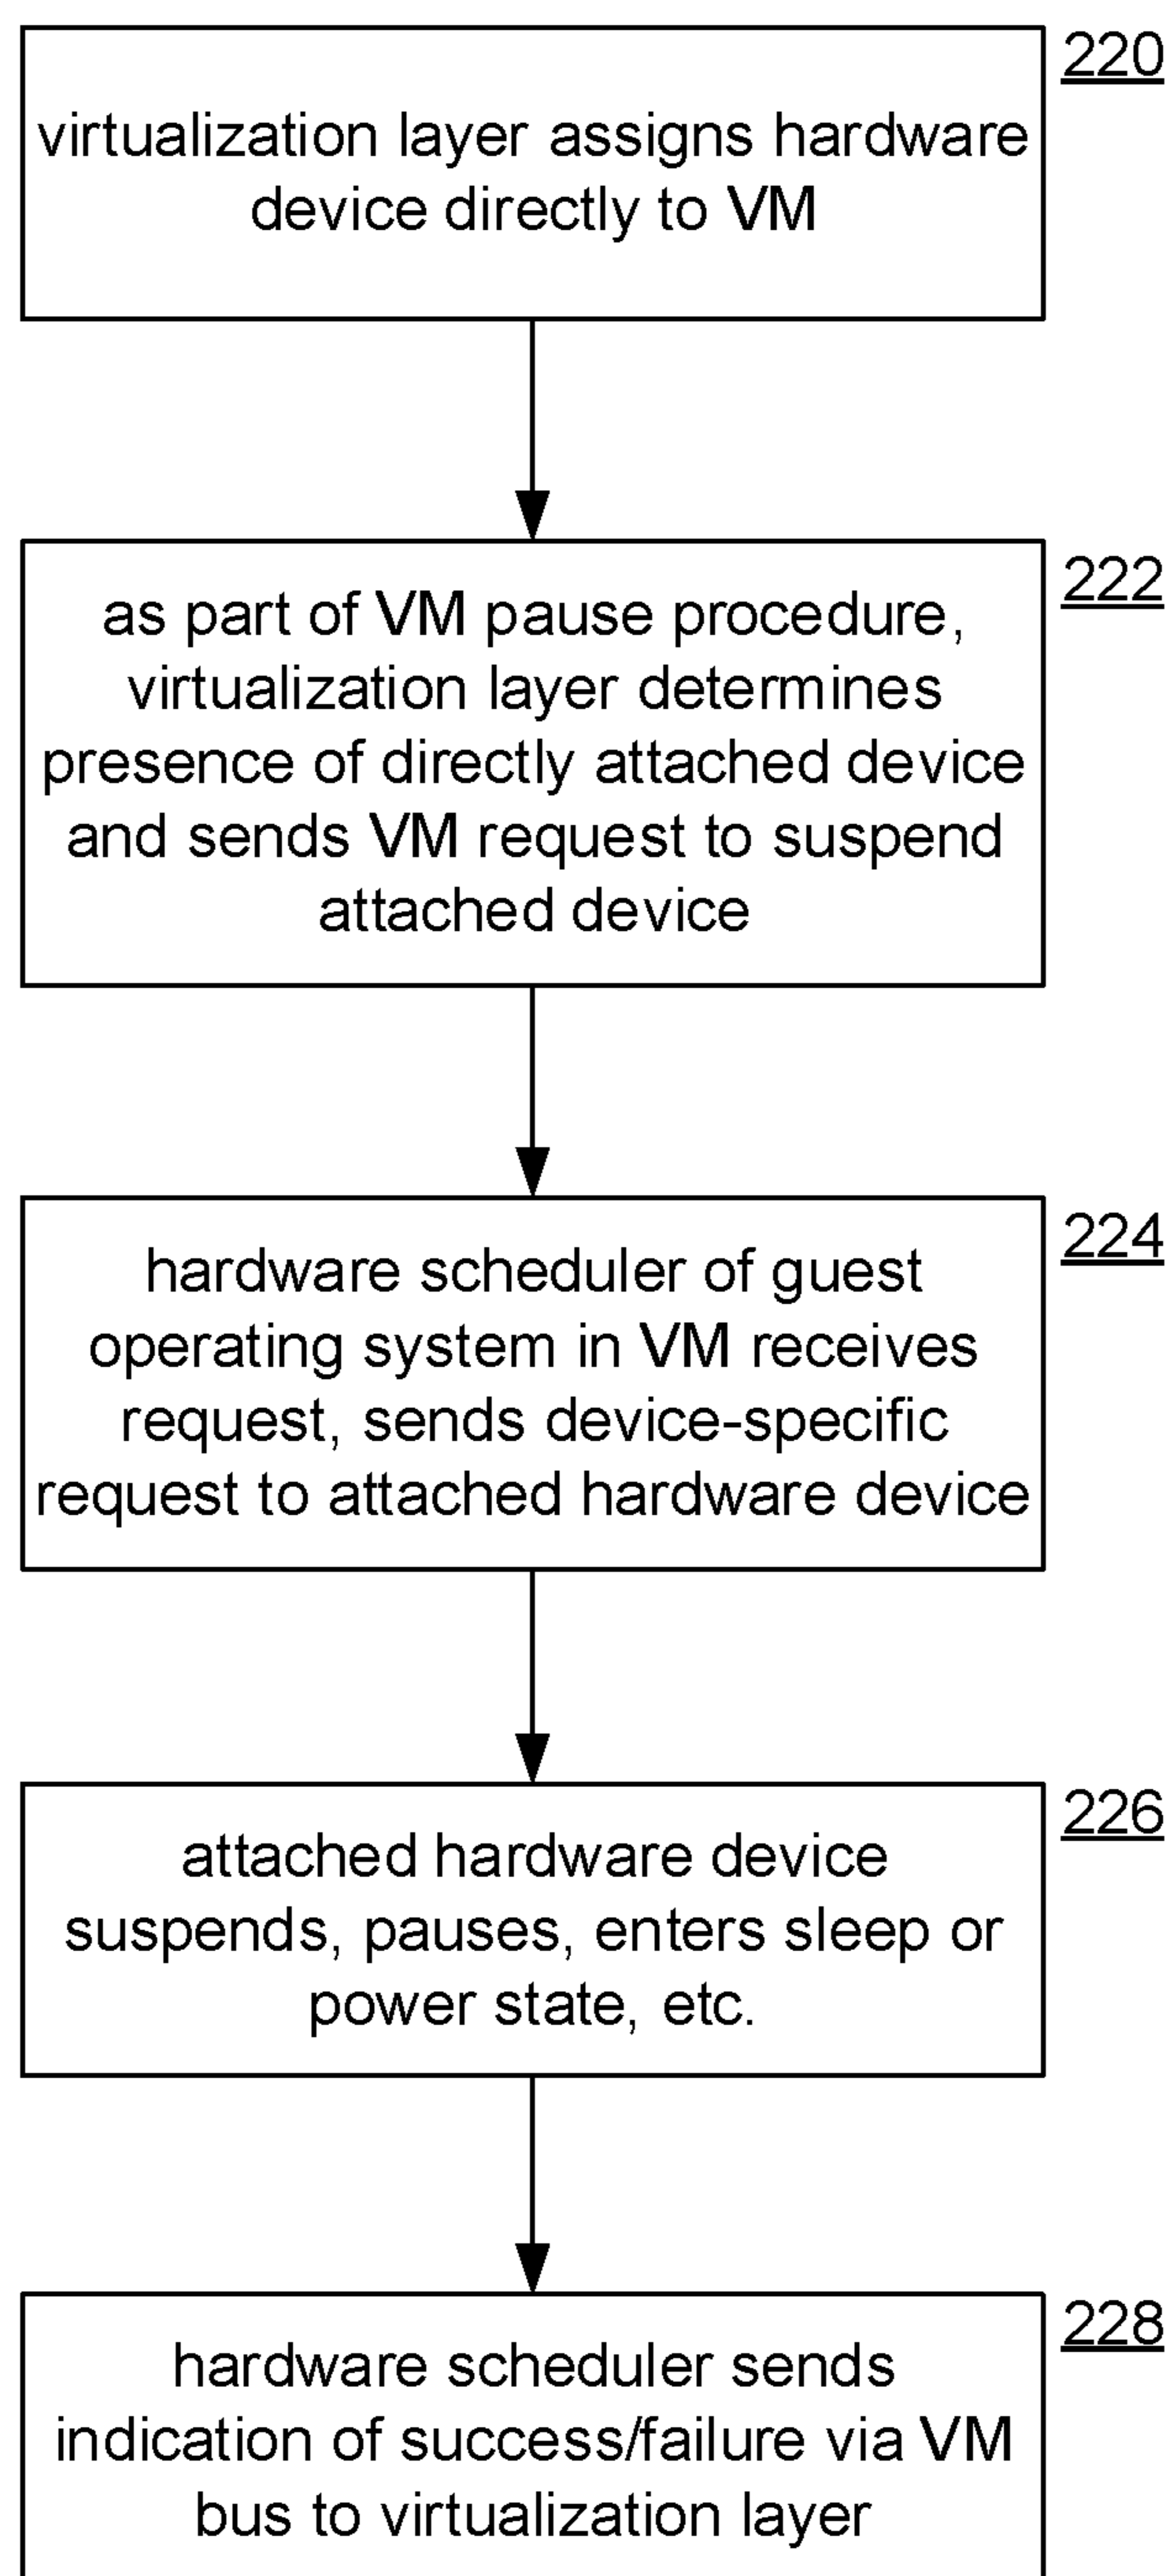 220
virtualization layer assigns hardware
device directly to VM
222
as part of VM pause procedure,
virtualization layer determines
presence of directly attached device
and sends VM request to suspend
attached device
224
hardware scheduler of guest
operating system in VM receives
request, sends device-specific
request to attached hardware device
226
attached hardware device
suspends, pauses, enters sleep or
power state, etc.
228
hardware scheduler sends
indication of success/failure via VM
bus to virtualization layer